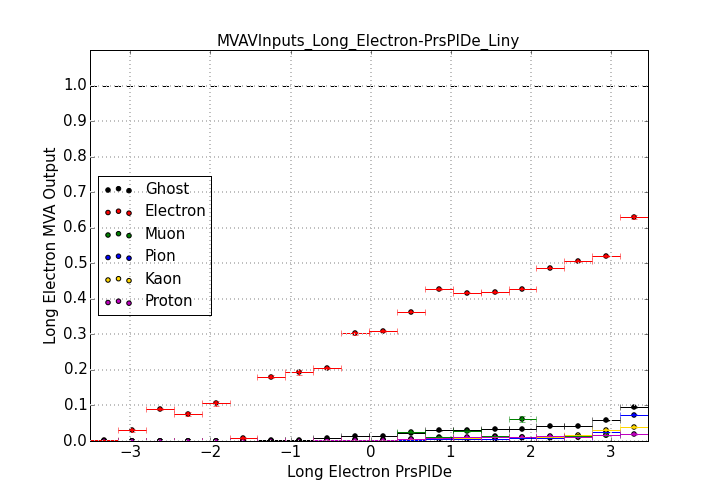 MVAVInputs_Long_Electron-PrsPIDe_Liny
Long Electron MVA Output
1.0
0.9
0.8
0.7
0.6
0.5
0.4
0.3
0.2
0.1
0.0
Ghost
Electron
Muon
Pion
Kaon
Proton
−3 −2 −1 0 1 2 3
Long Electron PrsPIDe